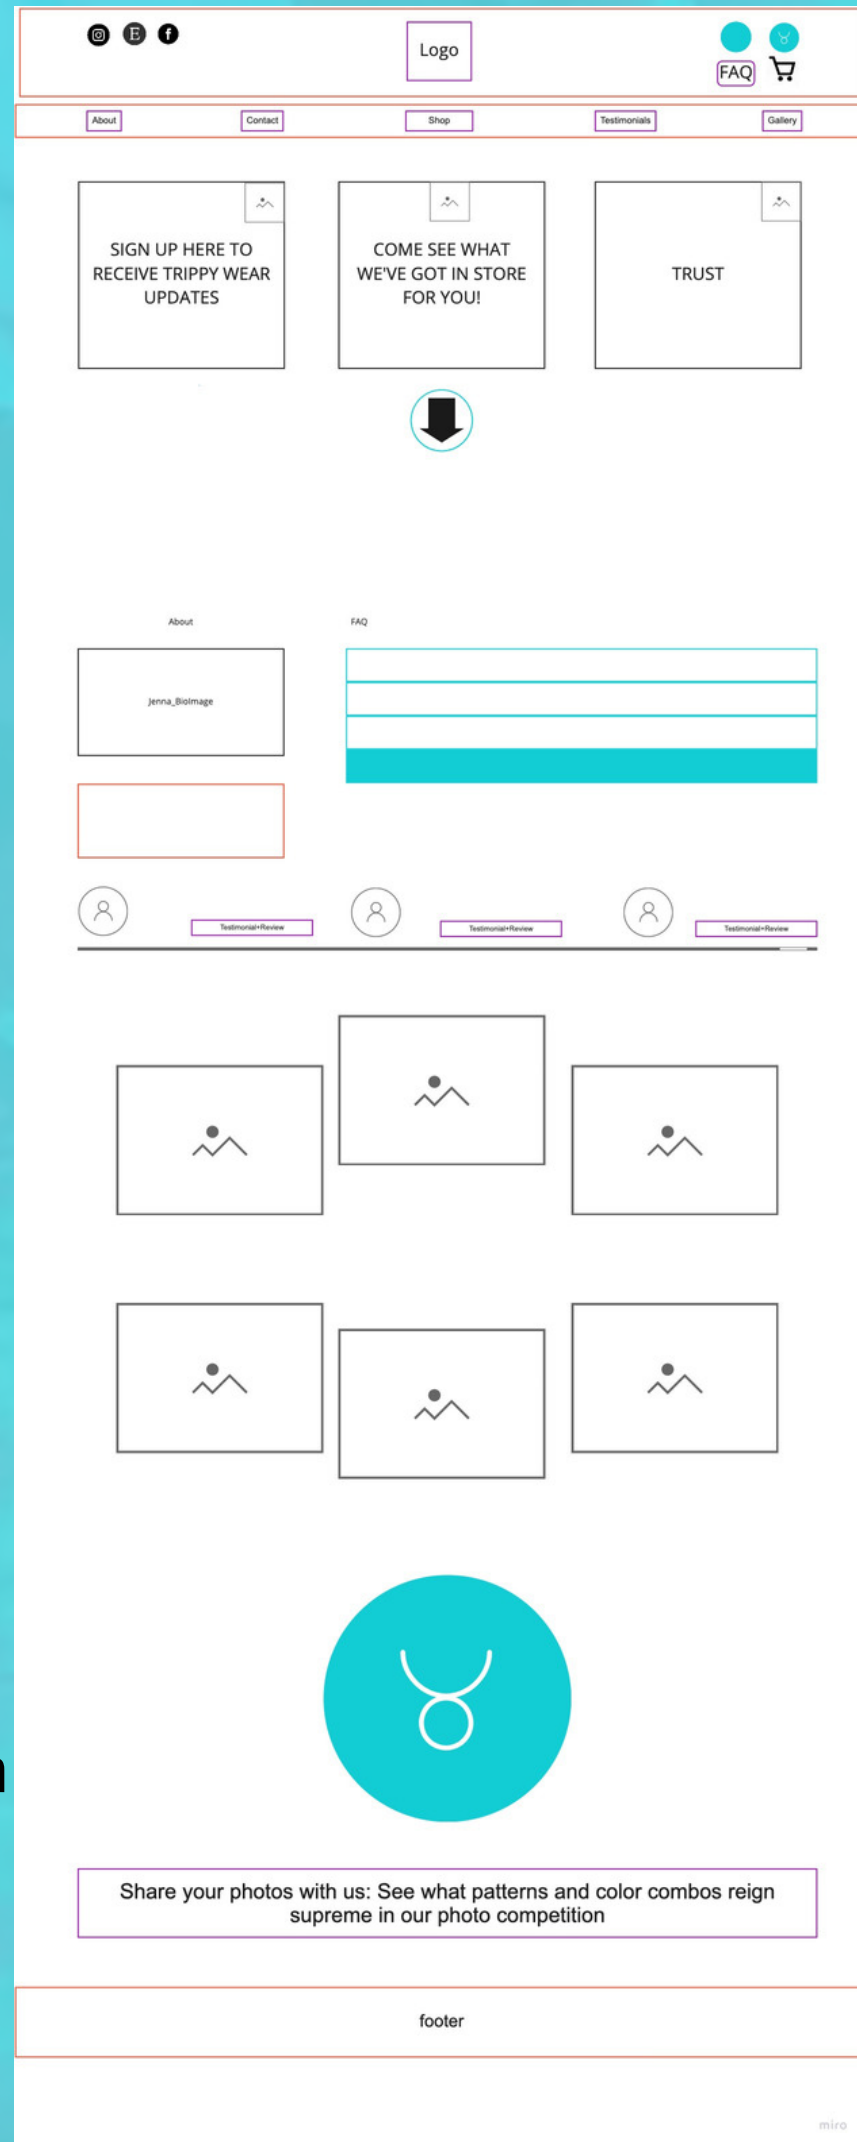 E f
Logo
FAQ
About Contact Shop Testimonials Gallery
SIGN UP HERE TO
RECEIVE TRIPPY WEAR
UPDATES
COME SEE WHAT
WE'VE GOT IN STORE
FOR YOU!
TRUST
About
FAQ
Jenna_BioImage
Testimonial+Review
Testimonial+Review
Testimonial+Review
Share your photos with us: See what patterns and color combos reign
supreme in our photo competition
footer
miro